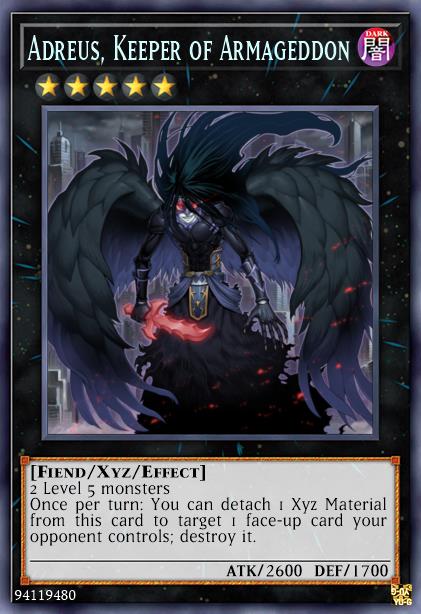 Adreus, Keeper of Armageddon
DARK
闇
[Fiend/Xyz/Effect]
2 Level 5 monsters
Once per turn: You can detach 1 Xyz Material
from this card to target 1 face-up card your
opponent controls; destroy it.
ATK/2600 DEF/1700
94119480